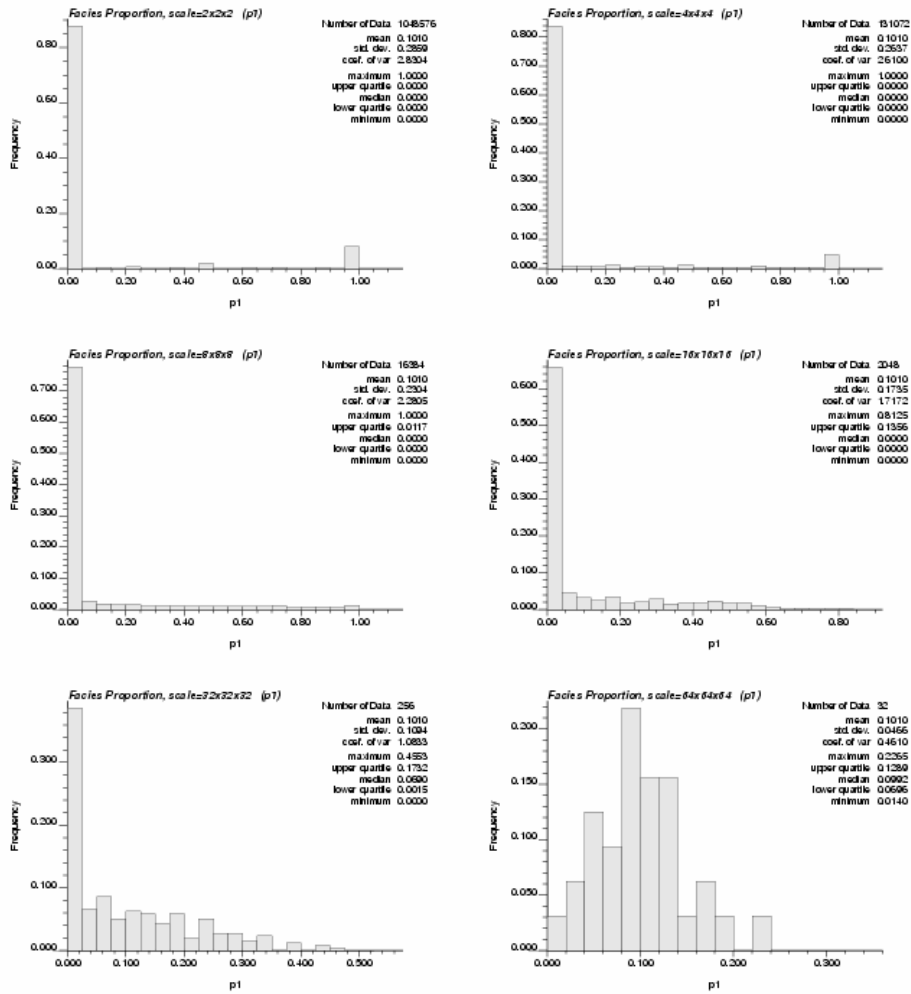 Facies Proportion, scale=2x2x2 (p1)
Number of Data 1048576
mean 0.1010
std. dev. 0.2859
coef. of var 2.8304
maximum 1.0000
upper quartile 0.0000
median 0.0000
lower quartile 0.0000
minimum 0.0000
Frequency
0.80
0.60
0.40
0.20
0.00
0.00 0.20 0.40 0.60 0.80 1.00
p1
Facies Proportion, scale=4x4x4 (p1)
Number of Data 131072
mean 0.1010
std. dev. 0.2637
coef. of var 2.6100
maximum 1.0000
upper quartile 0.0000
median 0.0000
lower quartile 0.0000
minimum 0.0000
Frequency
0.800
0.700
0.600
0.500
0.400
0.300
0.200
0.100
0.000
0.00 0.20 0.40 0.60 0.80 1.00
p1
Facies Proportion, scale=8x8x8 (p1)
Number of Data 16384
mean 0.1010
std. dev. 0.2304
coef. of var 2.2805
maximum 1.0000
upper quartile 0.0117
median 0.0000
lower quartile 0.0000
minimum 0.0000
Frequency
0.700
0.600
0.500
0.400
0.300
0.200
0.100
0.000
0.00 0.20 0.40 0.60 0.80 1.00
p1
Facies Proportion, scale=16x16x16 (p1)
Number of Data 2048
mean 0.1010
std. dev. 0.1735
coef. of var 1.7172
maximum 0.8125
upper quartile 0.1356
median 0.0000
lower quartile 0.0000
minimum 0.0000
Frequency
0.600
0.500
0.400
0.300
0.200
0.100
0.000
0.00 0.20 0.40 0.60 0.80
p1
Facies Proportion, scale=32x32x32 (p1)
Number of Data 256
mean 0.1010
std. dev. 0.1094
coef. of var 1.0833
maximum 0.4553
upper quartile 0.1732
median 0.0690
lower quartile 0.0015
minimum 0.0000
Frequency
0.300
0.200
0.100
0.000
0.000 0.100 0.200 0.300 0.400 0.500
p1
Facies Proportion, scale=64x64x64 (p1)
Number of Data 32
mean 0.1010
std. dev. 0.0466
coef. of var 0.4610
maximum 0.2265
upper quartile 0.1289
median 0.0992
lower quartile 0.0696
minimum 0.0140
Frequency
0.200
0.150
0.100
0.050
0.000
0.000 0.100 0.200 0.300
p1